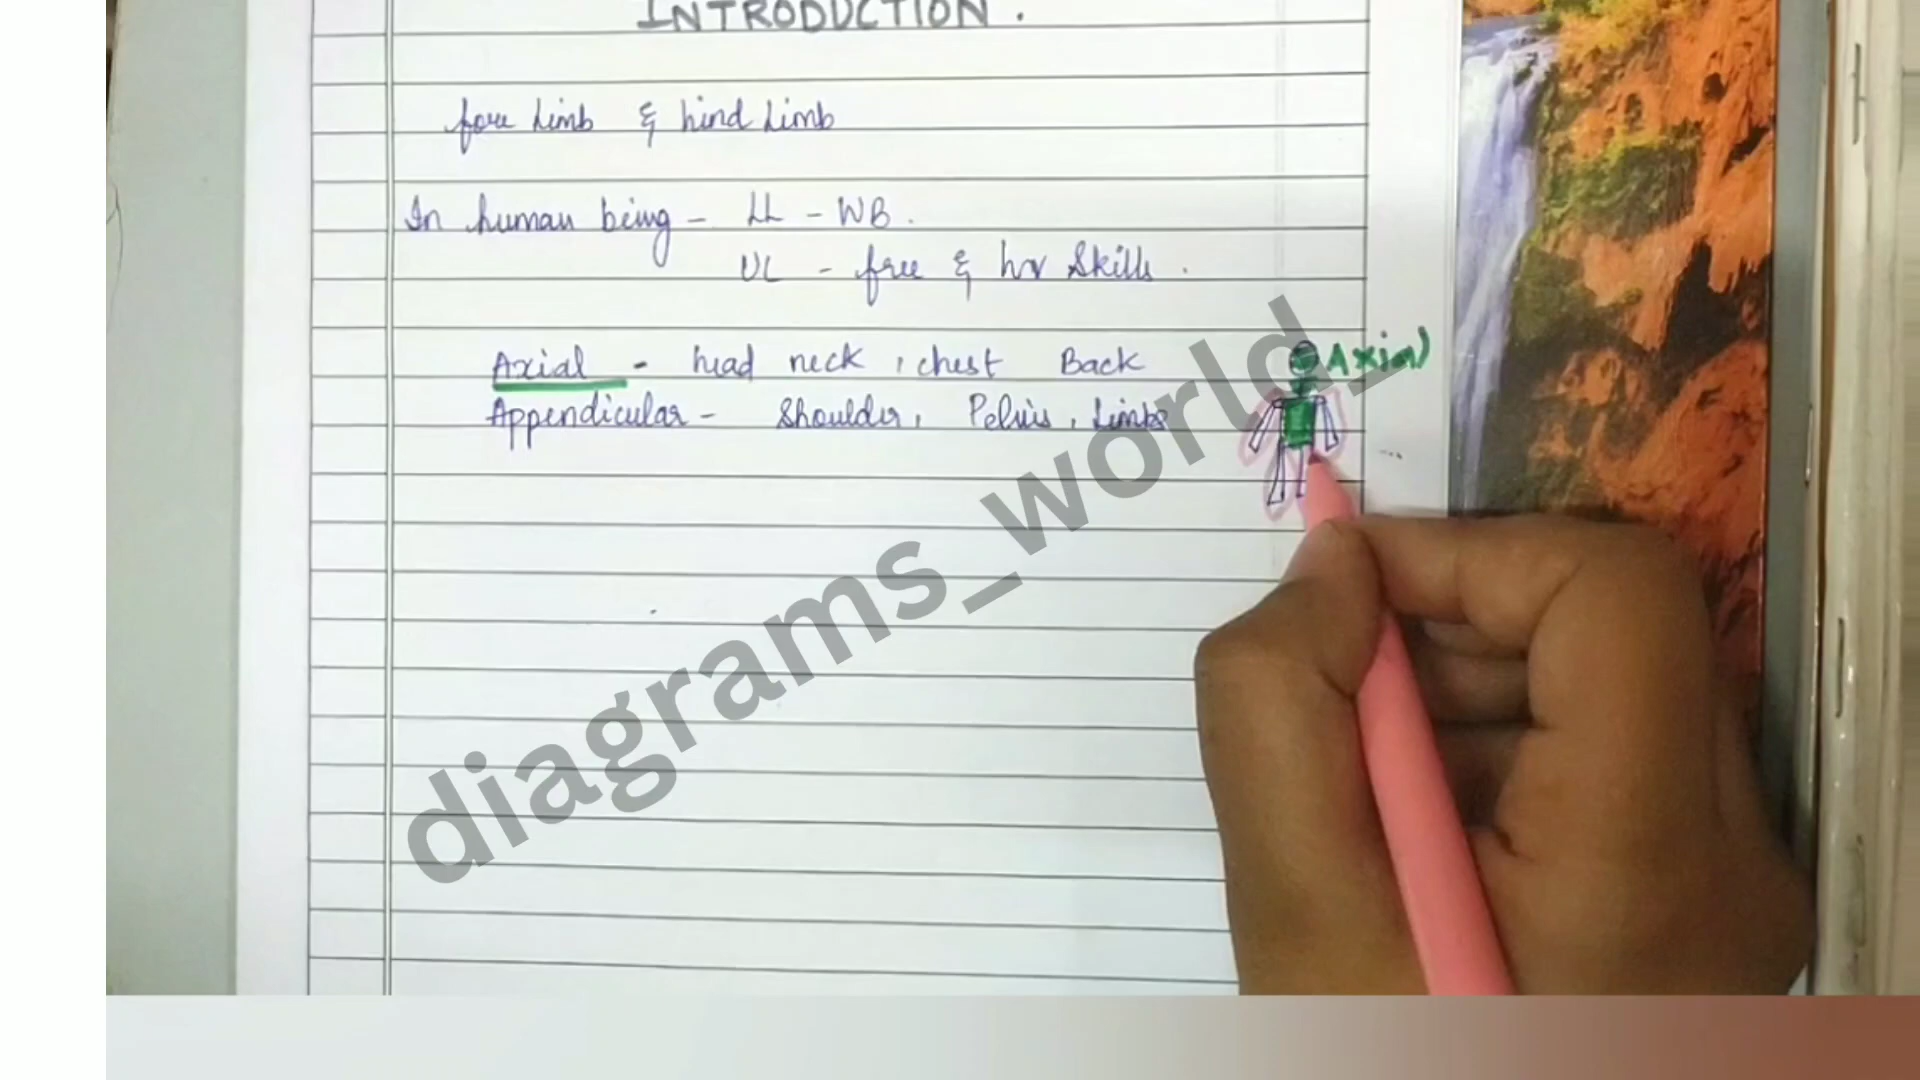 INTRODUCTION.
fore Limb & hind Limb
In human being - LL - WB.
UL - free & hv Skills.
Axial - head neck, chest Back
Axial
Appendicular - Shoulder, Pelvis, Limbs
diagrams_world_